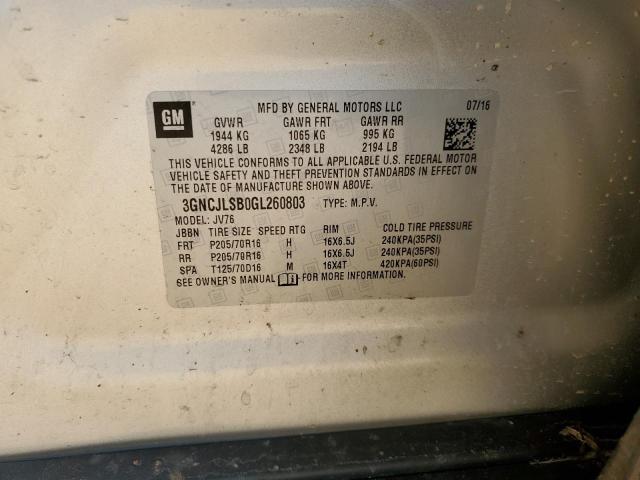 GM
MFD BY GENERAL MOTORS LLC 07/16
GVWR GAWR FRT GAWR RR
1944 KG 1065 KG 995 KG
4286 LB 2348 LB 2194 LB
THIS VEHICLE CONFORMS TO ALL APPLICABLE U.S. FEDERAL MOTOR
VEHICLE SAFETY AND THEFT PREVENTION STANDARDS IN EFFECT ON
THE DATE OF MANUFACTURE SHOWN ABOVE.
3GNCJLSB0GL260803 TYPE: M.P.V.
MODEL: JV76
JBBN TIRE SIZE SPEED RTG RIM COLD TIRE PRESSURE
FRT P205/70R16 H 16X6.5J 240KPA(35PSI)
RR P205/70R16 H 16X6.5J 240KPA(35PSI)
SPA T125/70D16 M 16X4T 420KPA(60PSI)
SEE OWNER'S MANUAL FOR MORE INFORMATION.